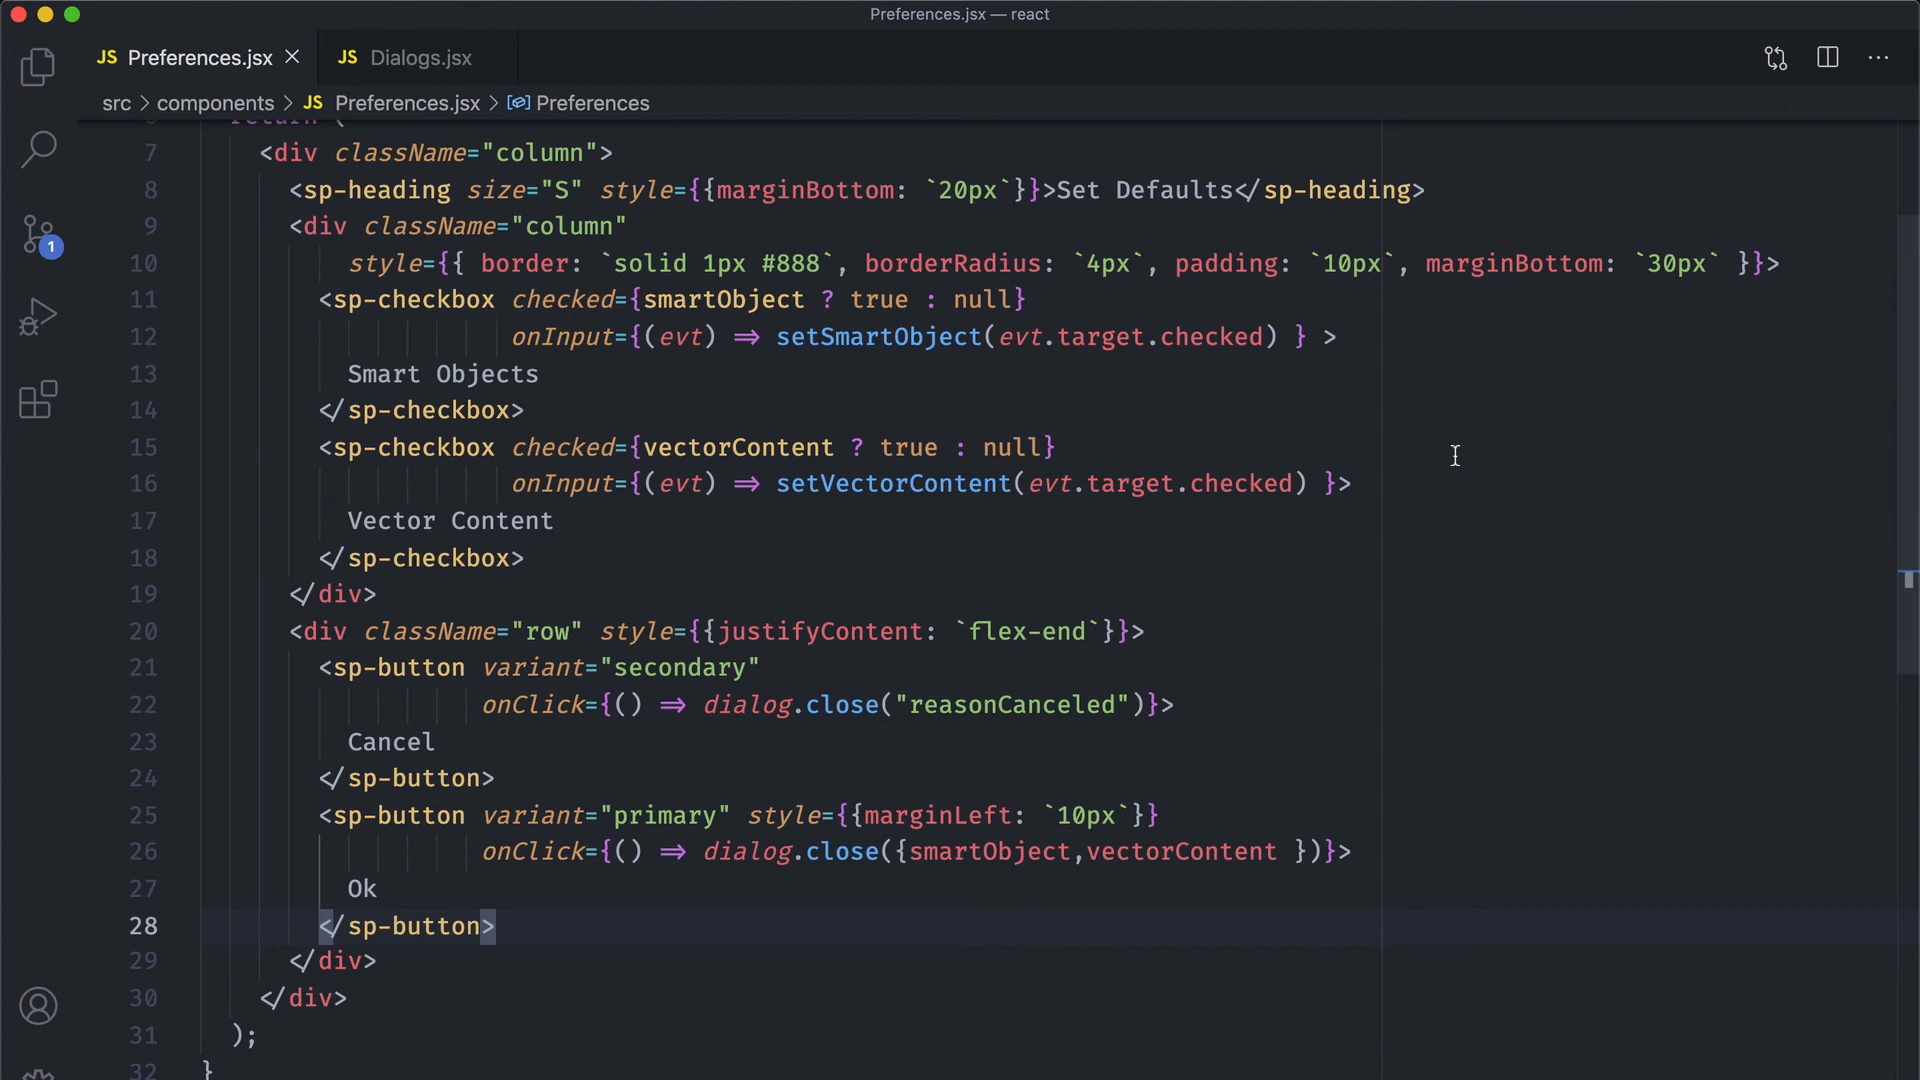 Preferences.jsx — react
JS Preferences.jsx JS Dialogs.jsx
src > components > JS Preferences.jsx > Preferences
6 return (
7 <div className="column">
8 <sp-heading size="S" style={{marginBottom: `20px`}}>Set Defaults</sp-heading>
9 <div className="column"
10 style={{ border: `solid 1px #888`, borderRadius: `4px`, padding: `10px`, marginBottom: `30px` }}>
11 <sp-checkbox checked={smartObject ? true : null}
12 onInput={(evt) => setSmartObject(evt.target.checked) } >
13 Smart Objects
14 </sp-checkbox>
15 <sp-checkbox checked={vectorContent ? true : null}
16 onInput={(evt) => setVectorContent(evt.target.checked) }>
17 Vector Content
18 </sp-checkbox>
19 </div>
20 <div className="row" style={{justifyContent: `flex-end`}}>
1
21 <sp-button variant="secondary"
22 onClick={() => dialog.close("reasonCanceled")}>
23 Cancel
24 </sp-button>
25 <sp-button variant="primary" style={{marginLeft: `10px`}}
26 onClick={() => dialog.close({smartObject,vectorContent })}>
27 Ok
28 </sp-button>
29 </div>
30 </div>
31 );
32 }